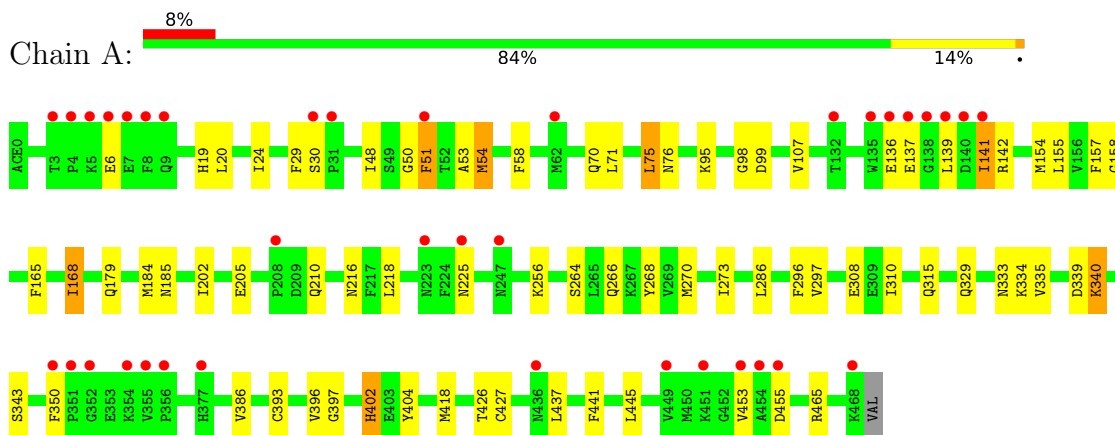 8%
Chain A:
84% 14% •
ACE0 T3 P4 K5 E6 E7 F8 Q9 H19 L20 I24 F29 S30 P31 I48 S49 G50 F51 T52 A53 M54 F58 M62 Q70 L71 L75 N76 K95 G98 D99 V107 T132 W135 E136 E137 G138 L139 D140 I141 R142 M154 L155 V156 F157 C158
F165 I168 Q179 M184 N185 I202 E205 P208 D209 Q210 N216 F217 L218 N223 F224 N225 N247 K256 S264 L265 Q266 K267 Y268 V269 M270 I273 L286 F296 V297 E308 E309 I310 Q315 Q329 N333 K334 V335 D339 K340
S343 F350 P351 G352 E353 K354 V355 P356 H377 V386 C393 V396 G397 H402 E403 Y404 M418 T426 C427 N436 L437 F441 L445 V449 M450 K451 G452 V453 A454 D455 R465 K468 VAL